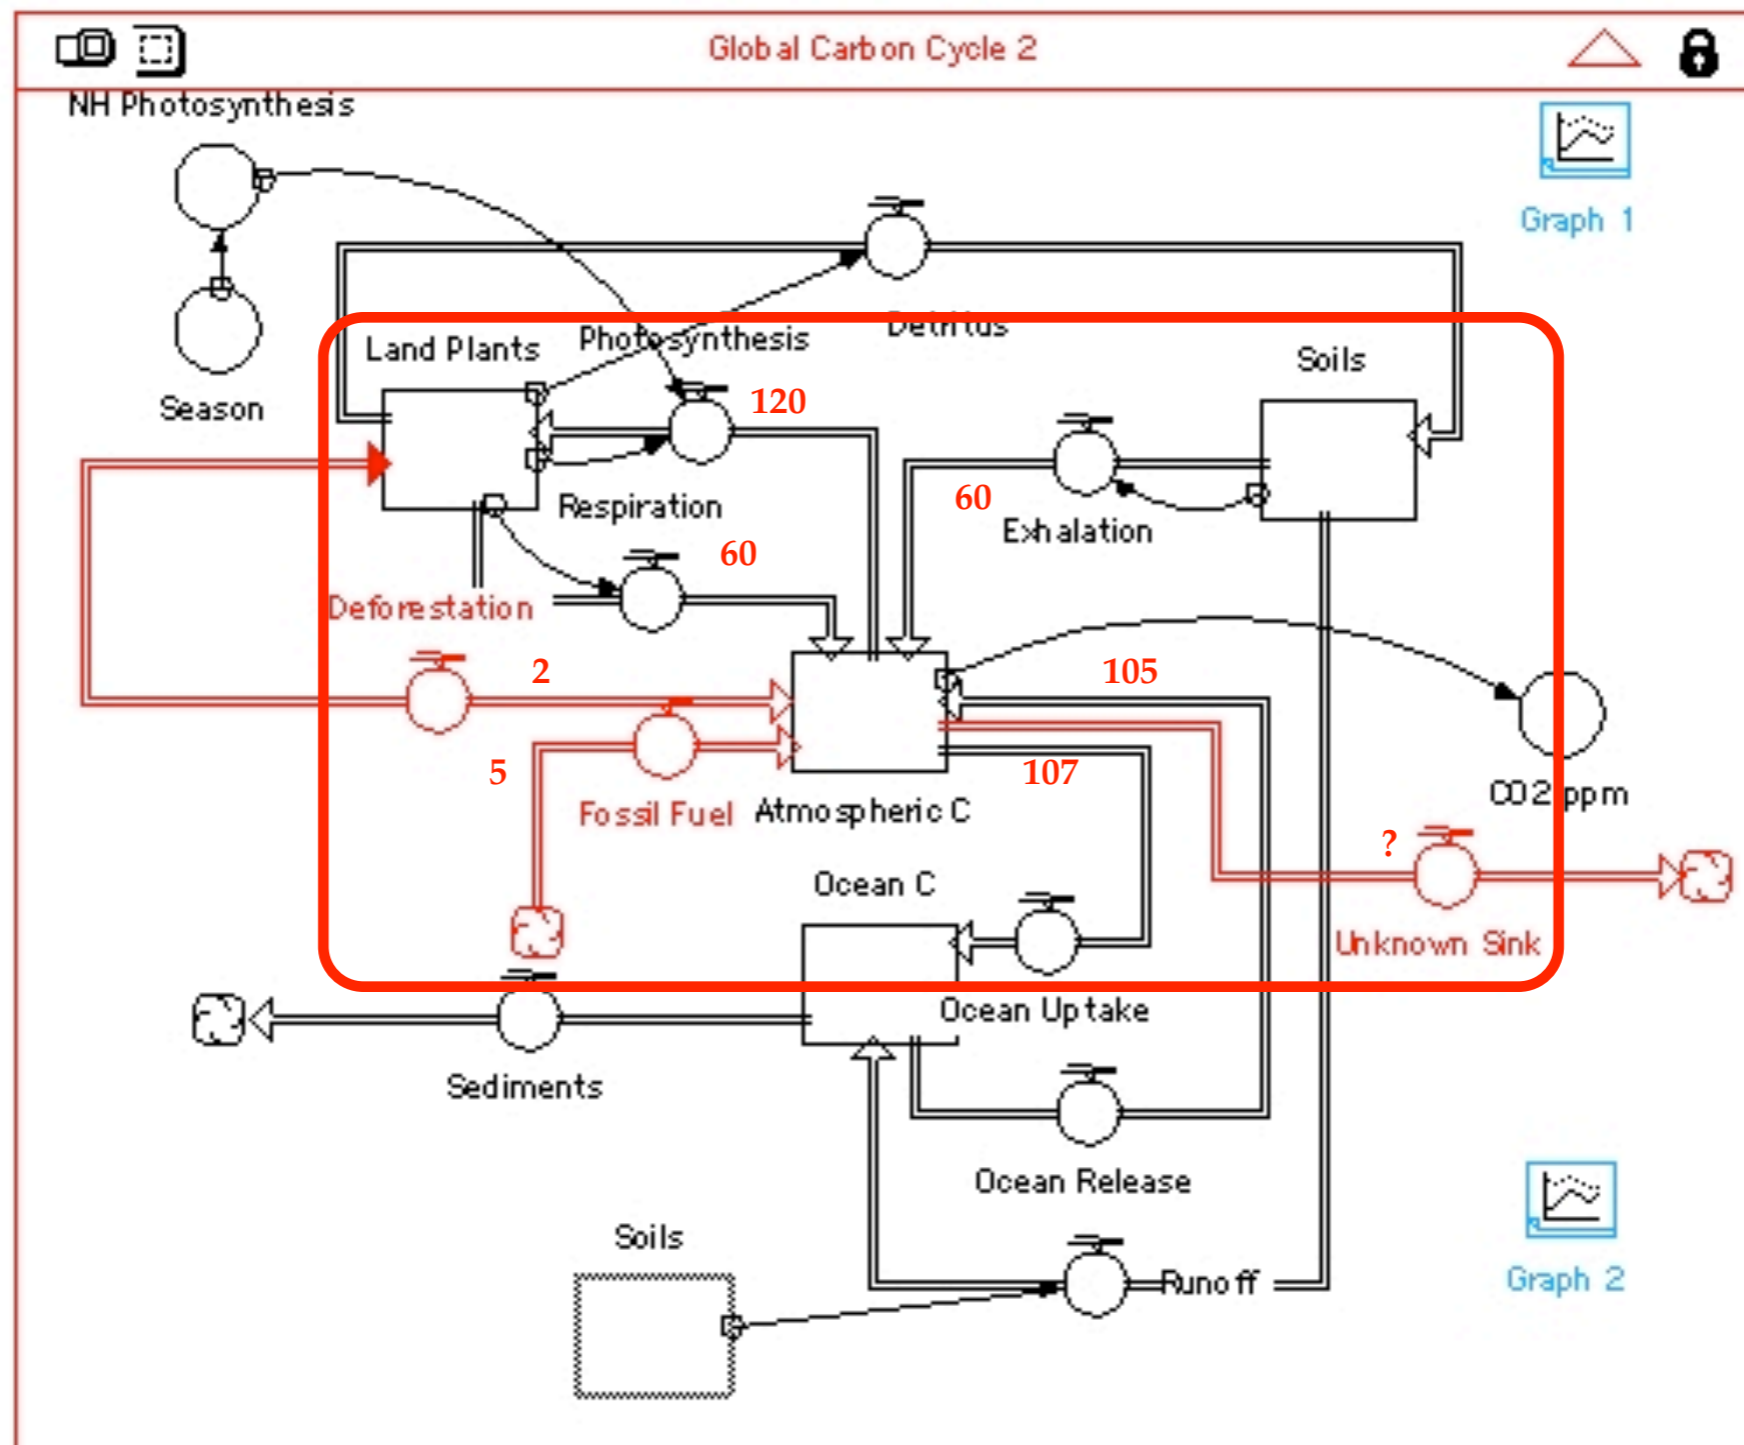 Global Carbon Cycle 2
NH Photosynthesis
Graph 1
Detritus
Photosynthesis
Land Plants
Soils
Season
120
60
Respiration
Exhalation
60
Deforestation
2
105
5
107
CO2 ppm
Fossil Fuel
Atmospheric C
?
Ocean C
Unknown Sink
Ocean Uptake
Sediments
Ocean Release
Soils
Runoff
Graph 2